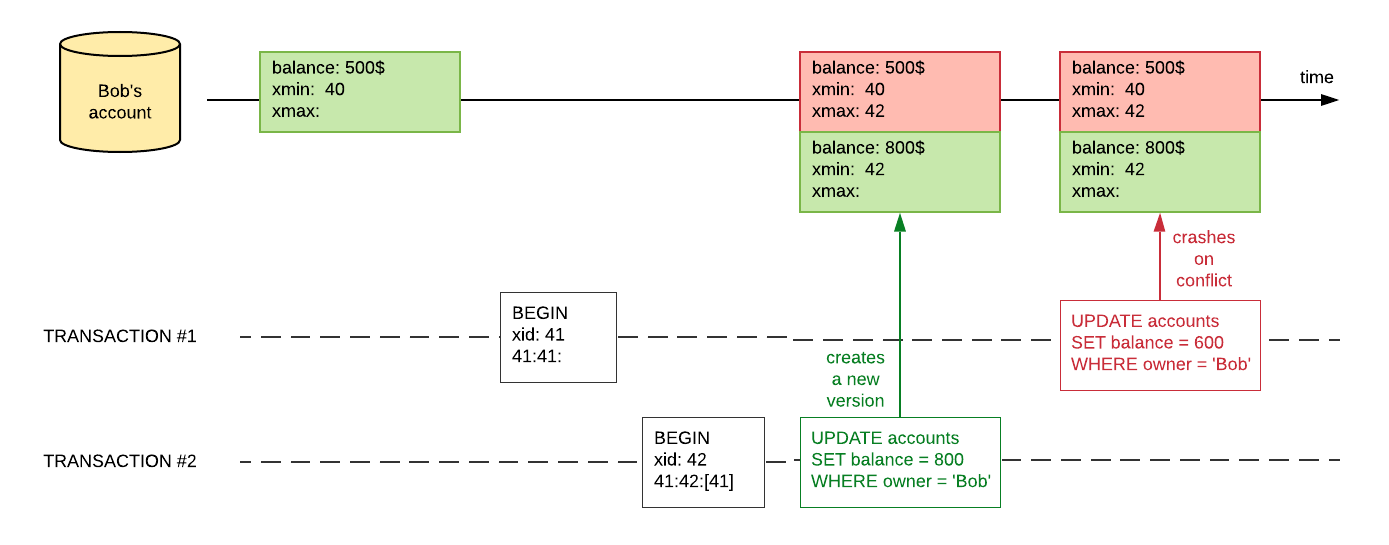 Bob's
account
balance: 500$
xmin: 40
xmax:
balance: 500$
xmin: 40
xmax: 42
balance: 800$
xmin: 42
xmax:
balance: 500$
xmin: 40
xmax: 42
balance: 800$
xmin: 42
xmax:
time
crashes
on
conflict
TRANSACTION #1
BEGIN
xid: 41
41:41:
UPDATE accounts
SET balance = 600
WHERE owner = 'Bob'
creates
a new
version
TRANSACTION #2
BEGIN
xid: 42
41:42:[41]
UPDATE accounts
SET balance = 800
WHERE owner = 'Bob'